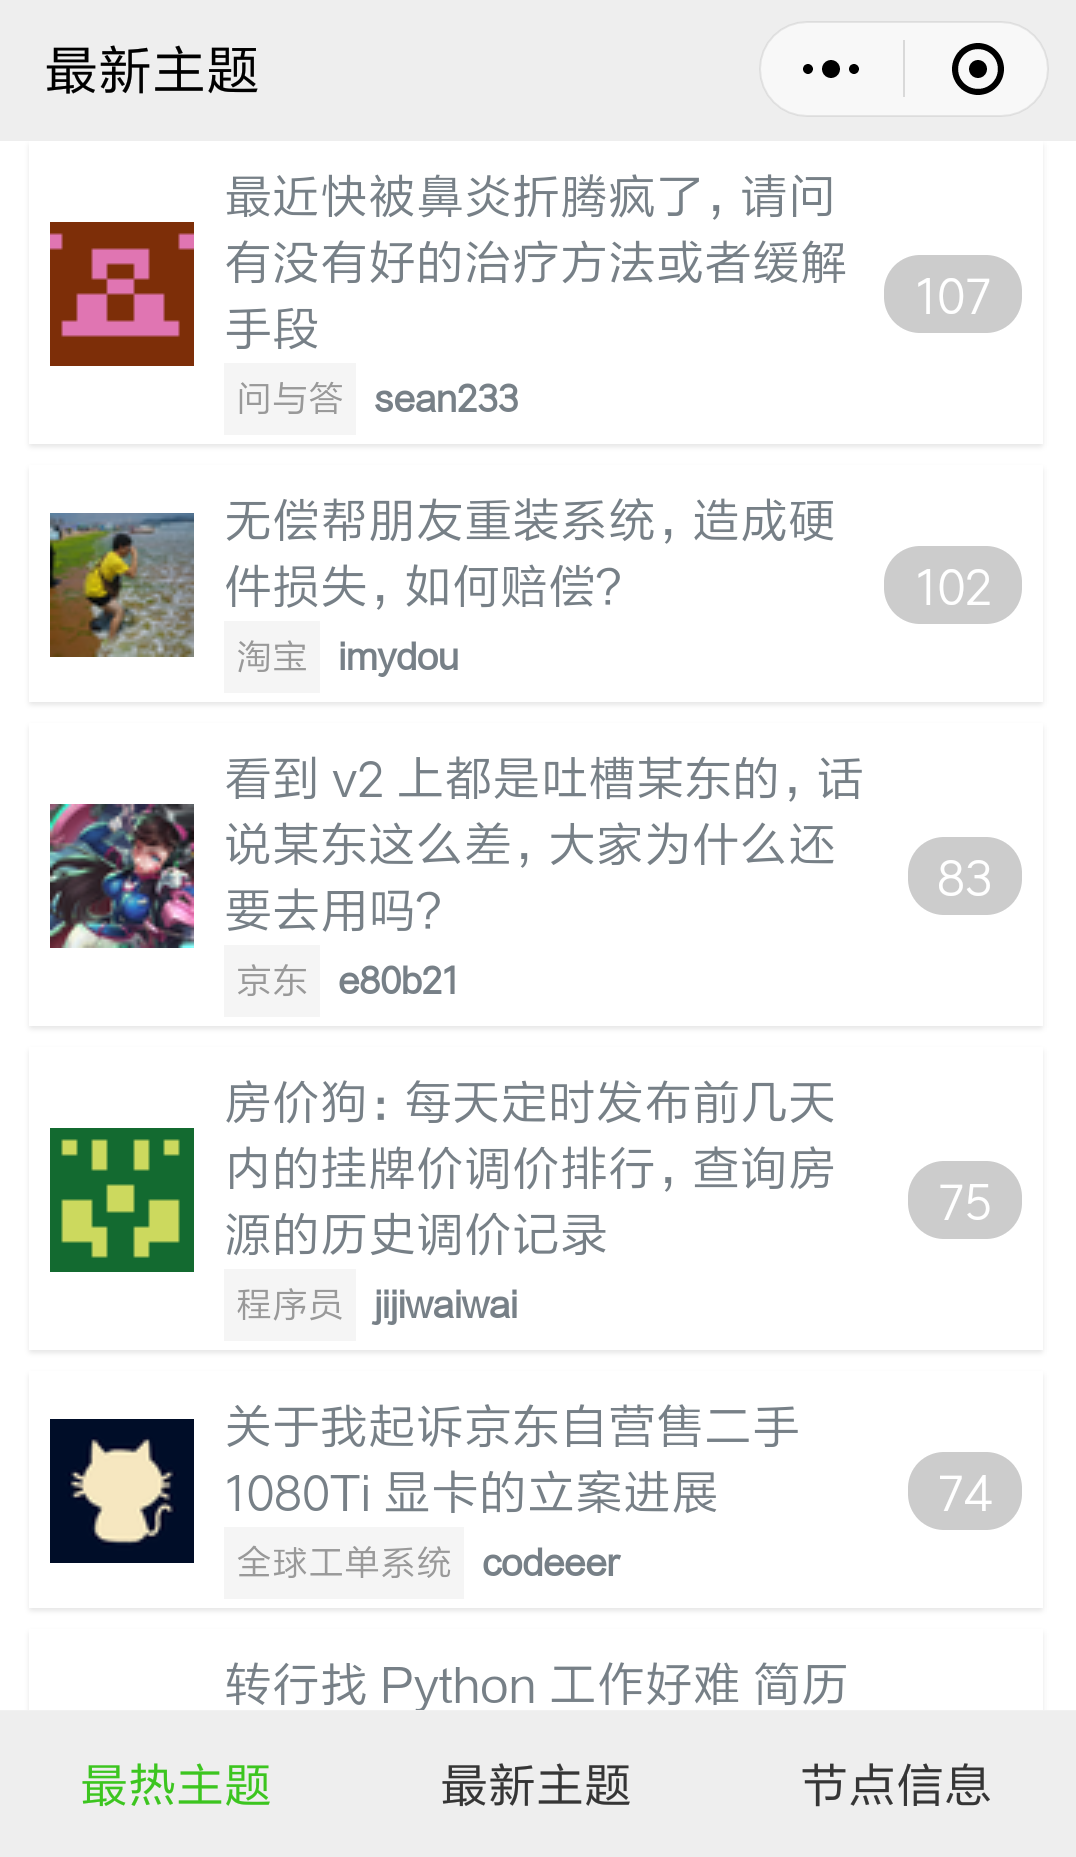 最新主题
最近快被鼻炎折腾疯了，请问
有没有好的治疗方法或者缓解
手段
107
问与答 sean233
无偿帮朋友重装系统，造成硬
件损失，如何赔偿？
102
淘宝 imydou
看到 v2 上都是吐槽某东的，话
说某东这么差，大家为什么还
要去用吗？
83
京东 e80b21
房价狗：每天定时发布前几天
内的挂牌价调价排行，查询房
源的历史调价记录
75
程序员 jijiwaiwai
关于我起诉京东自营售二手
1080Ti 显卡的立案进展
74
全球工单系统 codeeer
转行找 Python 工作好难 简历
最热主题 最新主题 节点信息